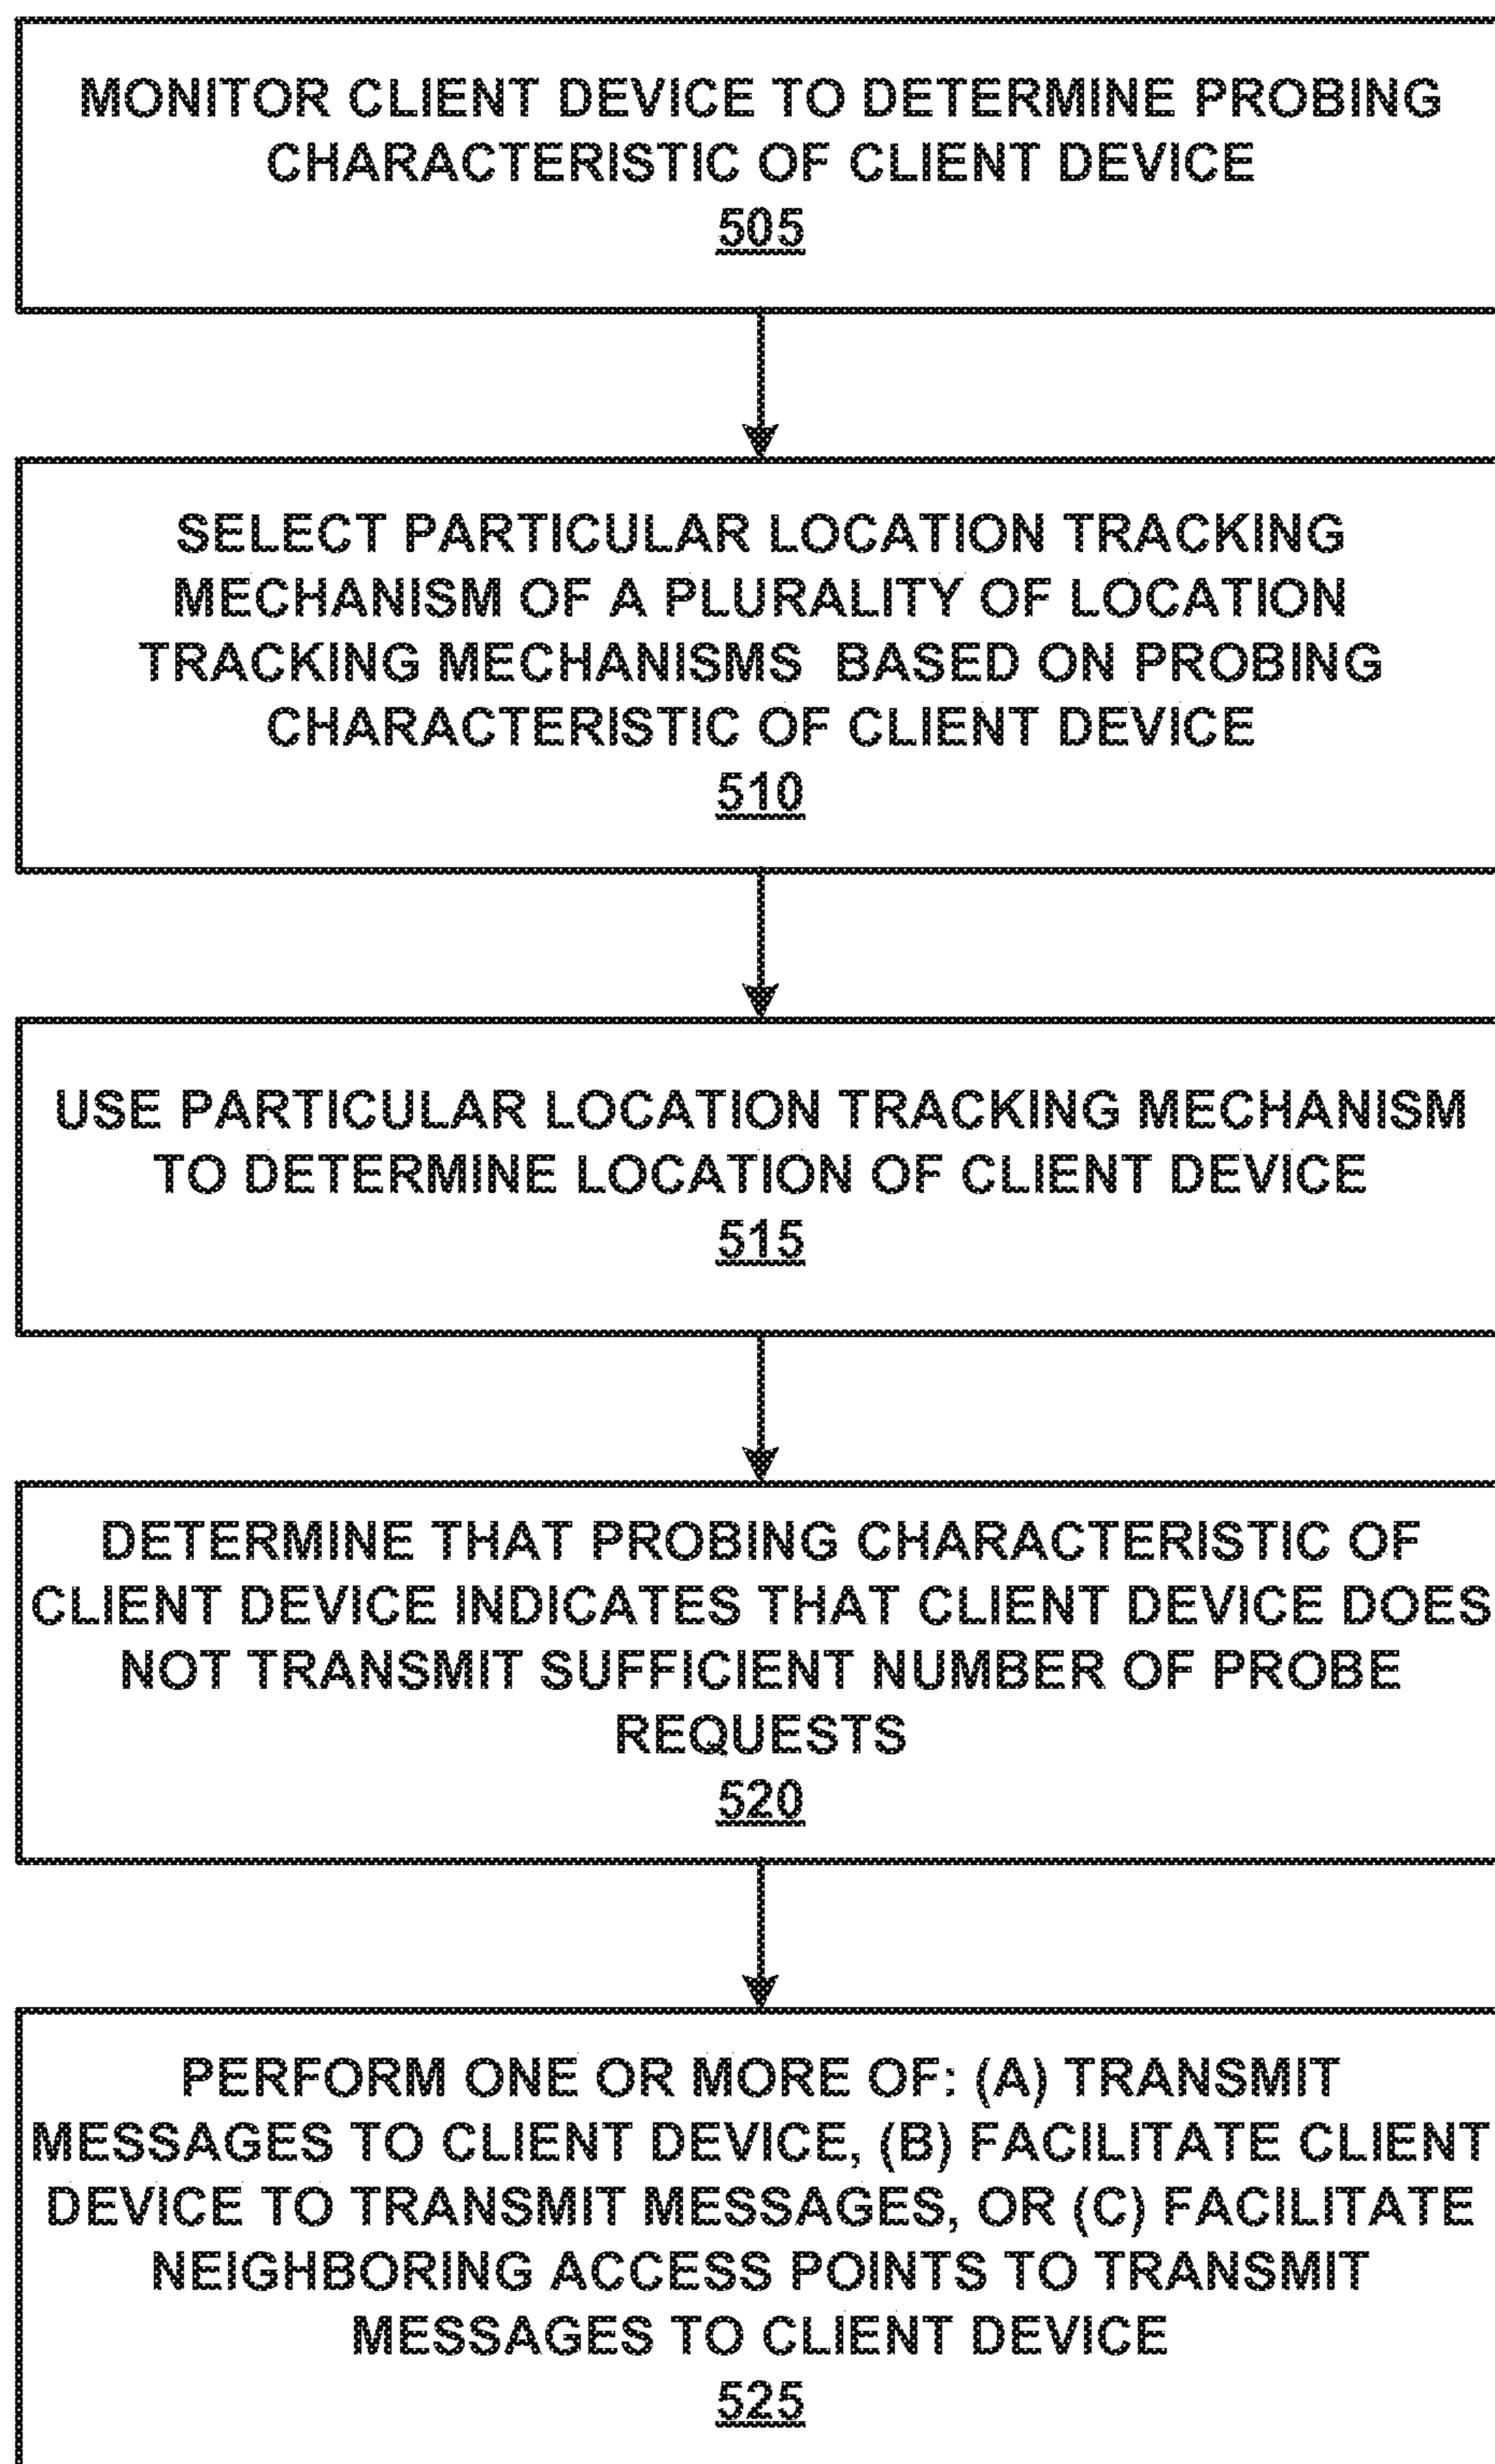 MONITOR CLIENT DEVICE TO DETERMINE PROBING
CHARACTERISTIC OF CLIENT DEVICE
505
SELECT PARTICULAR LOCATION TRACKING
MECHANISM OF A PLURALITY OF LOCATION
TRACKING MECHANISMS BASED ON PROBING
CHARACTERISTIC OF CLIENT DEVICE
510
USE PARTICULAR LOCATION TRACKING MECHANISM
TO DETERMINE LOCATION OF CLIENT DEVICE
515
DETERMINE THAT PROBING CHARACTERISTIC OF
CLIENT DEVICE INDICATES THAT CLIENT DEVICE DOES
NOT TRANSMIT SUFFICIENT NUMBER OF PROBE
REQUESTS
520
PERFORM ONE OR MORE OF: (A) TRANSMIT
MESSAGES TO CLIENT DEVICE, (B) FACILITATE CLIENT
DEVICE TO TRANSMIT MESSAGES, OR (C) FACILITATE
NEIGHBORING ACCESS POINTS TO TRANSMIT
MESSAGES TO CLIENT DEVICE
525